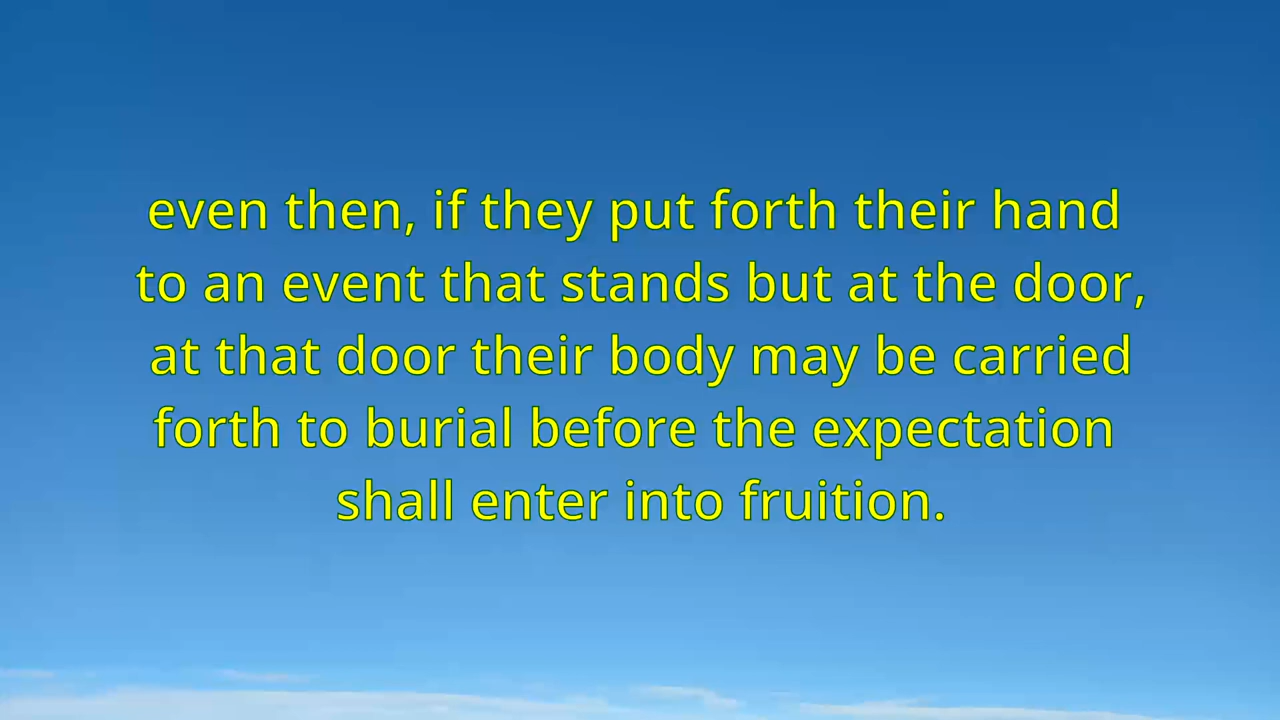 even then, if they put forth their hand
to an event that stands but at the door,
at that door their body may be carried
forth to burial before the expectation
shall enter into fruition.